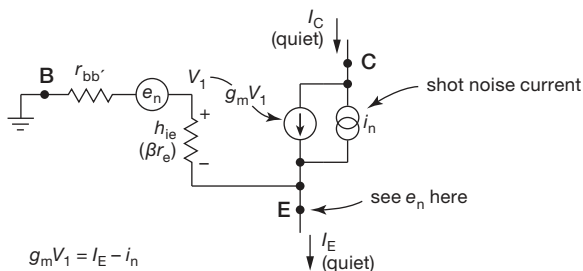 I_C
(quiet)
C
B
r_bb′
e_n
V_1
g_mV_1
i_n
shot noise current
+
h_ie
(βr_e)
–
E
see e_n here
I_E
(quiet)
g_mV_1 = I_E – i_n